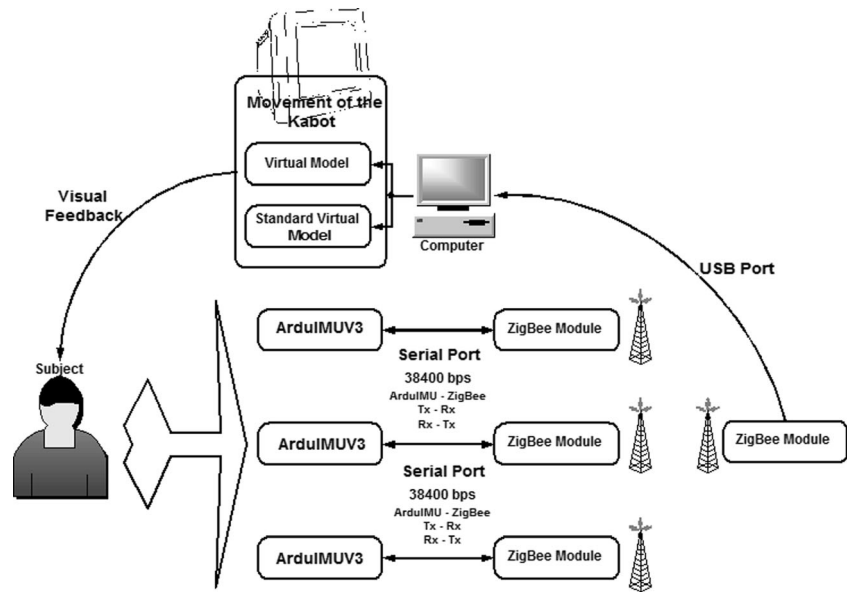 Movement of the
Kabot
Virtual Model
Standard Virtual
Model
Computer
Visual
Feedback
USB Port
Subject
ArduIMUV3
ZigBee Module
Serial Port
38400 bps
ArduIMU - ZigBee
Tx - Rx
Rx - Tx
ArduIMUV3
ZigBee Module
ZigBee Module
Serial Port
38400 bps
ArduIMU - ZigBee
Tx - Rx
Rx - Tx
ArduIMUV3
ZigBee Module